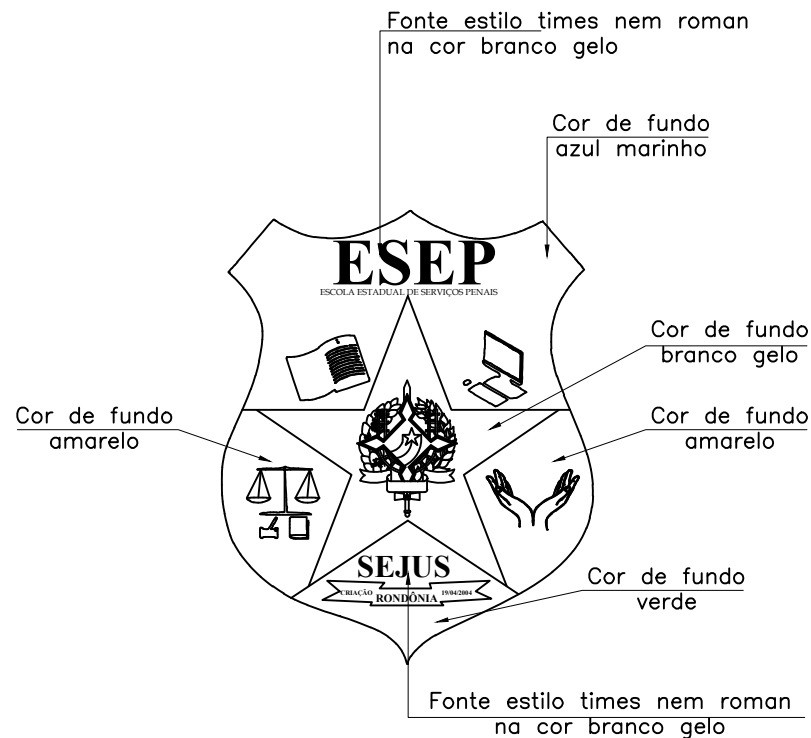 Fonte estilo times nem roman
na cor branco gelo
Cor de fundo
azul marinho
ESEP
ESCOLA ESTADUAL DE SERVIÇOS PENAIS
Cor de fundo
branco gelo
Cor de fundo
amarelo
Cor de fundo
amarelo
SEJUS
CRIAÇÃO RONDÔNIA 19/04/2004
Cor de fundo
verde
Fonte estilo times nem roman
na cor branco gelo